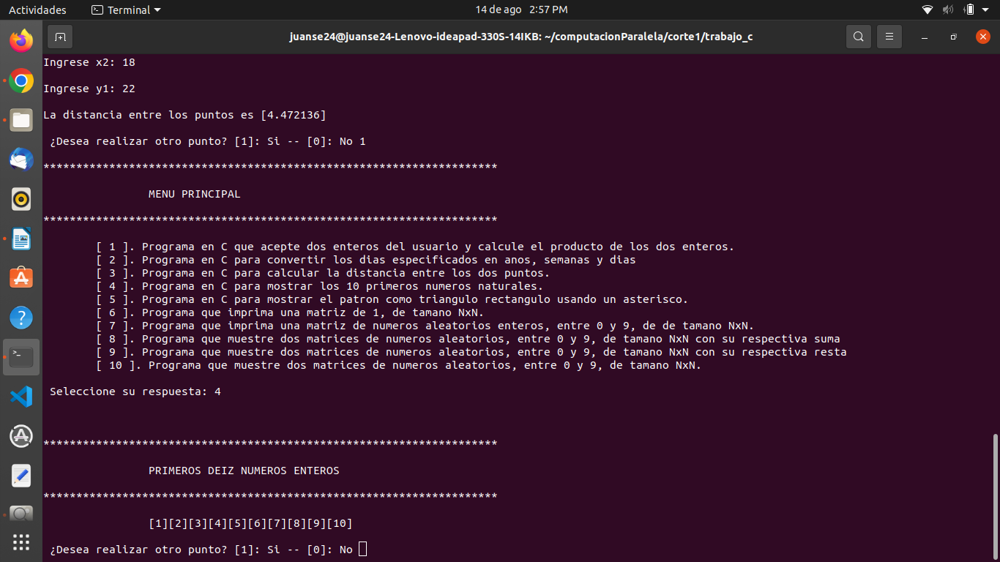 Actividades Terminal 14 de ago 2:57 PM
juanse24@juanse24-Lenovo-ideapad-330S-14IKB: ~/computacionParalela/corte1/trabajo_c
Ingrese x2: 18
Ingrese y1: 22
La distancia entre los puntos es [4.472136]
¿Desea realizar otro punto? [1]: Si -- [0]: No 1
*********************************************************************
MENU PRINCIPAL
*********************************************************************
[ 1 ]. Programa en C que acepte dos enteros del usuario y calcule el producto de los dos enteros.
[ 2 ]. Programa en C para convertir los dias especificados en anos, semanas y dias
[ 3 ]. Programa en C para calcular la distancia entre los dos puntos.
[ 4 ]. Programa en C para mostrar los 10 primeros numeros naturales.
[ 5 ]. Programa en C para mostrar el patron como triangulo rectangulo usando un asterisco.
[ 6 ]. Programa que imprima una matriz de 1, de tamano NxN.
[ 7 ]. Programa que imprima una matriz de numeros aleatorios enteros, entre 0 y 9, de de tamano NxN.
[ 8 ]. Programa que muestre dos matrices de numeros aleatorios, entre 0 y 9, de tamano NxN con su respectiva suma
[ 9 ]. Programa que muestre dos matrices de numeros aleatorios, entre 0 y 9, de tamano NxN con su respectiva resta
[ 10 ]. Programa que muestre dos matrices de numeros aleatorios, entre 0 y 9, de tamano NxN.
Seleccione su respuesta: 4
*********************************************************************
PRIMEROS DEIZ NUMEROS ENTEROS
*********************************************************************
[1][2][3][4][5][6][7][8][9][10]
¿Desea realizar otro punto? [1]: Si -- [0]: No